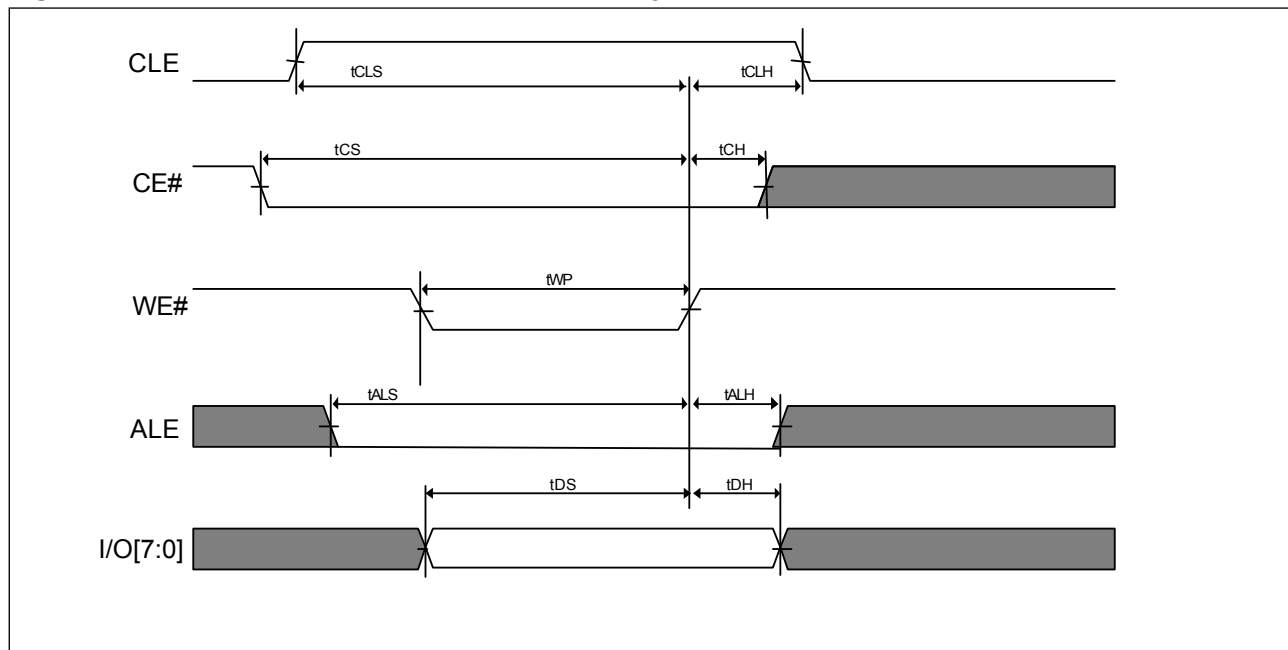 CLE
tCLS
tCLH
CE#
tCS
tCH
WE#
tWP
ALE
tALS
tALH
I/O[7:0]
tDS
tDH